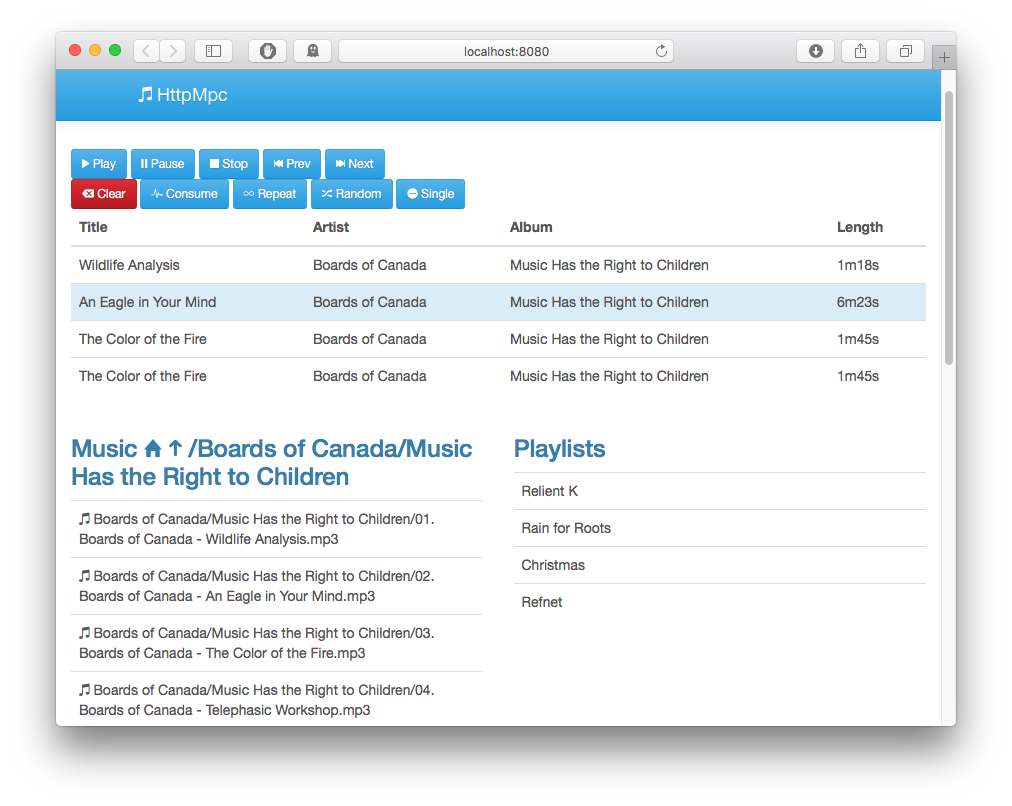 localhost:8080
HttpMpc
Play Pause Stop Prev Next
Clear Consume Repeat Random Single
Title Artist Album Length
Wildlife Analysis Boards of Canada Music Has the Right to Children 1m18s
An Eagle in Your Mind Boards of Canada Music Has the Right to Children 6m23s
The Color of the Fire Boards of Canada Music Has the Right to Children 1m45s
The Color of the Fire Boards of Canada Music Has the Right to Children 1m45s
Music /Boards of Canada/Music
Has the Right to Children
Boards of Canada/Music Has the Right to Children/01.
Boards of Canada - Wildlife Analysis.mp3
Boards of Canada/Music Has the Right to Children/02.
Boards of Canada - An Eagle in Your Mind.mp3
Boards of Canada/Music Has the Right to Children/03.
Boards of Canada - The Color of the Fire.mp3
Boards of Canada/Music Has the Right to Children/04.
Boards of Canada - Telephasic Workshop.mp3
Playlists
Relient K
Rain for Roots
Christmas
Refnet